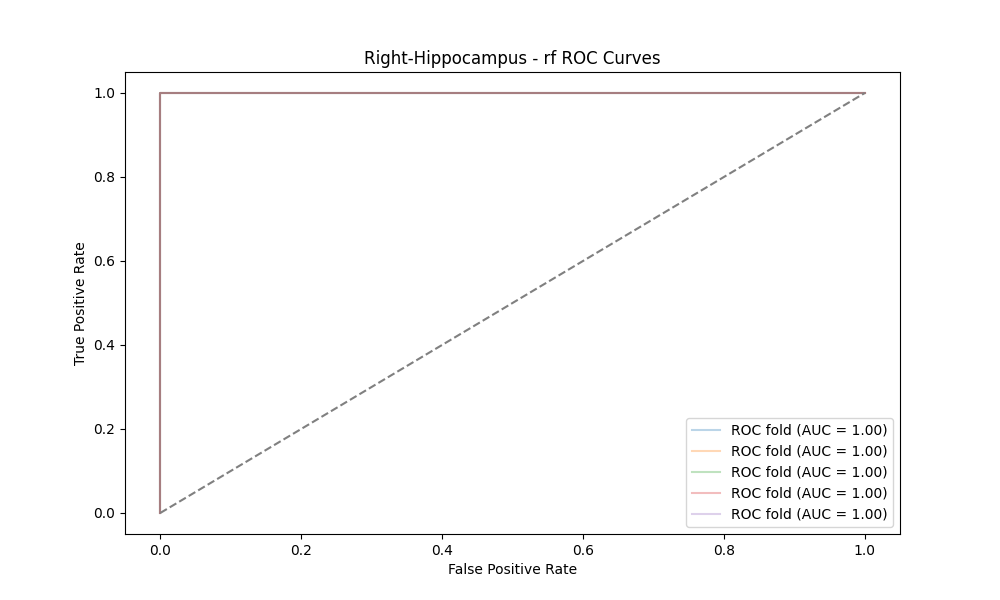 Right-Hippocampus - rf ROC Curves
True Positive Rate
1.0
0.8
0.6
0.4
0.2
0.0
ROC fold (AUC = 1.00)
ROC fold (AUC = 1.00)
ROC fold (AUC = 1.00)
ROC fold (AUC = 1.00)
ROC fold (AUC = 1.00)
0.0 0.2 0.4 0.6 0.8 1.0
False Positive Rate